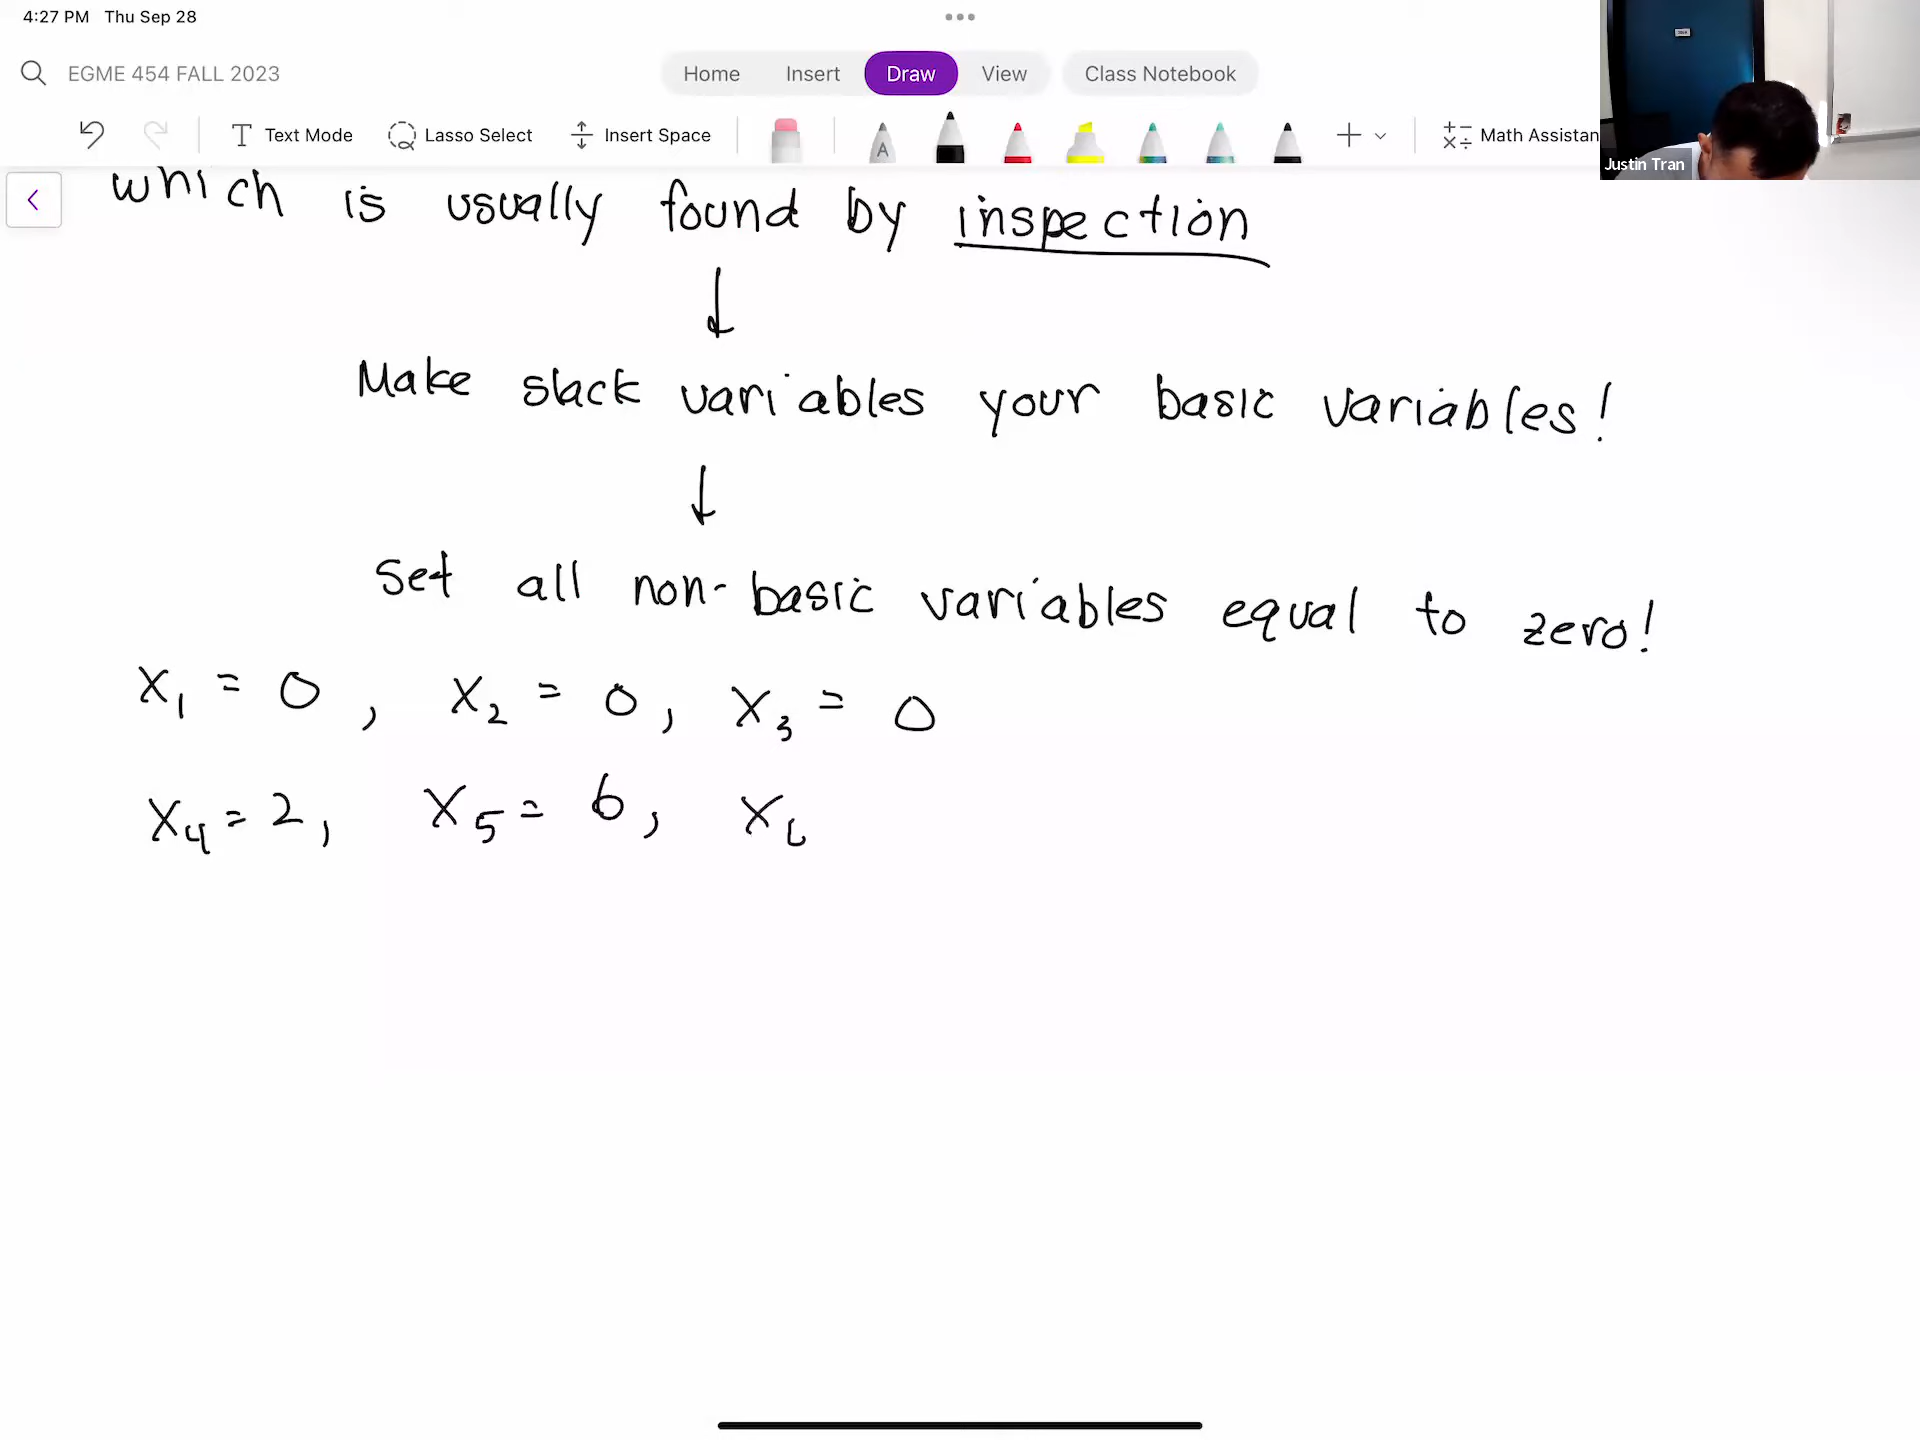 4:27 PM Thu Sep 28
EGME 454 FALL 2023
Home Insert Draw View Class Notebook
Text Mode Lasso Select Insert Space A Math Assistan
Justin Tran
which is usually found by inspection
↓
Make slack variables your basic variables!
↓
Set all non-basic variables equal to zero!
x₁ = 0, x₂ = 0, x₃ = 0
x₄ = 2, x₅ = 6, x₆